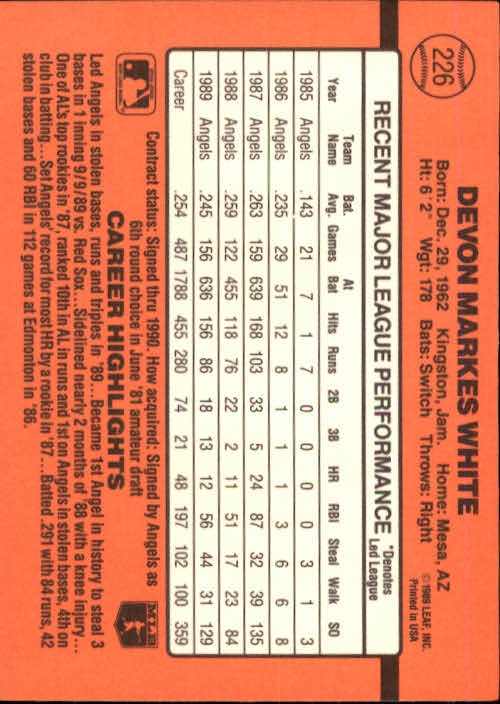 226
DEVON MARKES WHITE
Born: Dec. 29, 1962 Kingston, Jam. Home: Mesa, AZ
Ht: 6' 2" Wgt: 178 Bats: Switch Throws: Right
© 1989 LEAF, INC.
Printed in USA
RECENT MAJOR LEAGUE PERFORMANCE
*Denotes
Led League
Year Team Name Bat. Avg. Games At Bat Hits Runs 2B 3B HR RBI Steal Walk SO
1985 Angels .143 21 7 1 7 0 0 0 0 3 1 3
1986 Angels .235 29 51 12 8 1 1 1 3 6 6 8
1987 Angels .263 159 639 168 103 33 5 24 87 32 39 135
1988 Angels .259 122 455 118 76 22 2 11 51 17 23 84
1989 Angels .245 156 636 156 86 18 13 12 56 44 31 129
Career .254 487 1788 455 280 74 21 48 197 102 100 359
Contract status: Signed thru 1990. How acquired: Signed by Angels as
6th round choice in June '81 amateur draft
MLB
CAREER HIGHLIGHTS
Led Angels in stolen bases, runs and triples in '89... Became 1st Angel in history to steal 3
bases in 1 inning 9/9/89 vs. Red Sox... Sidelined nearly 2 months of '88 with a knee injury...
One of AL's top rookies in '87, ranked 10th in AL in runs and 1st on Angels in stolen bases, 4th on
club in batting... Set Angels' record for most HR by a rookie in '87... Batted .291 with 84 runs, 42
stolen bases and 60 RBI in 112 games at Edmonton in '86.